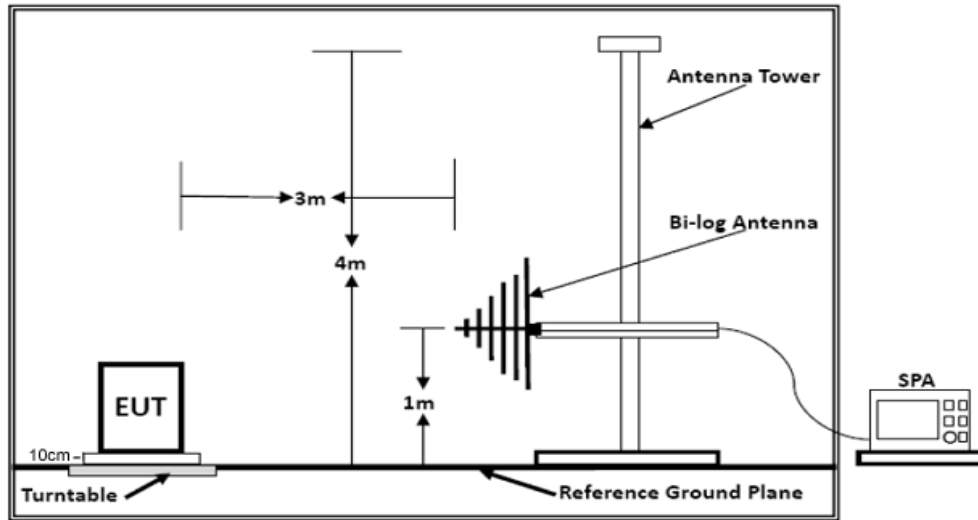 Antenna Tower
3m
Bi-log Antenna
4m
EUT
1m
SPA
10cm
Turntable
Reference Ground Plane